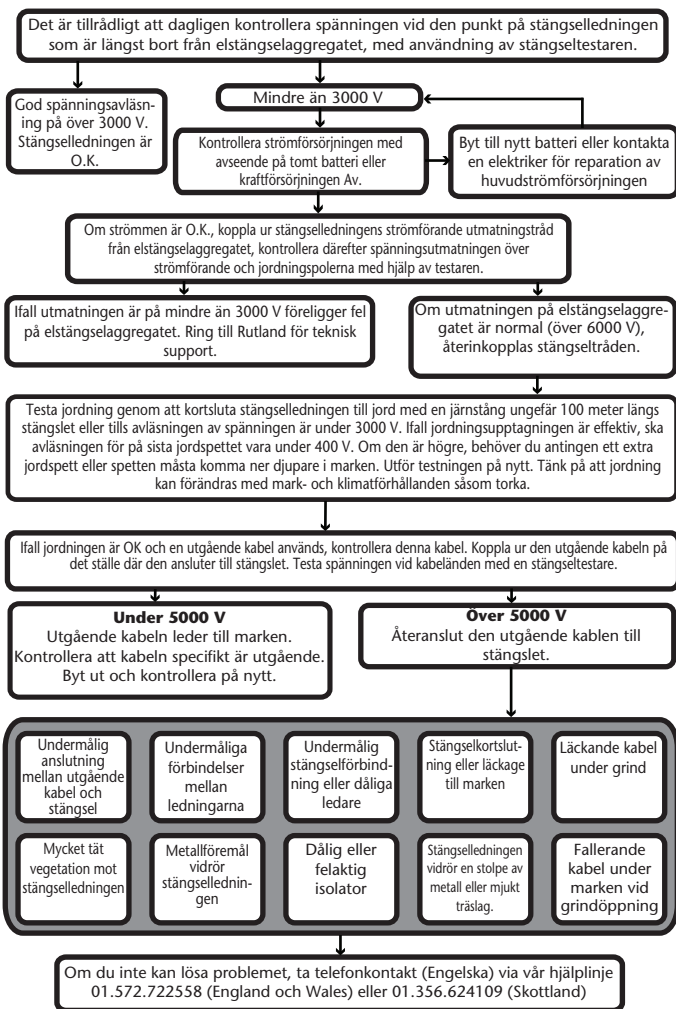 Det är tillrådligt att dagligen kontrollera spänningen vid den punkt på stängselledningen
som är längst bort från elstängselaggregatet, med användning av stängseltestaren.
God spänningsavläsn-
ing på över 3000 V.
Stängselledningen är
O.K.
Mindre än 3000 V
Kontrollera strömförsörjningen med
avseende på tomt batteri eller
kraftförsörjningen Av.
Byt till nytt batteri eller kontakta
en elektriker för reparation av
huvudströmförsörjningen
Om strömmen är O.K., koppla ur stängselledningens strömförande utmatningstråd
från elstängselaggregatet, kontrollera därefter spänningsutmatningen över
strömförande och jordningspolerna med hjälp av testaren.
Ifall utmatningen är på mindre än 3000 V föreligger fel
på elstängselaggregatet. Ring till Rutland för teknisk
support.
Om utmatningen på elstängselaggre-
gatet är normal (över 6000 V),
återinkopplas stängseltråden.
Testa jordning genom att kortsluta stängselledningen till jord med en järnstång ungefär 100 meter längs
stängslet eller tills avläsningen av spänningen är under 3000 V. Ifall jordningsupptagningen är effektiv, ska
avläsningen för på sista jordspettet vara under 400 V. Om den är högre, behöver du antingen ett extra
jordspett eller spetten måsta komma ner djupare i marken. Utför testningen på nytt. Tänk på att jordning
kan förändras med mark- och klimatförhållanden såsom torka.
Ifall jordningen är OK och en utgående kabel används, kontrollera denna kabel. Koppla ur den utgående kabeln på
det ställe där den ansluter till stängslet. Testa spänningen vid kabeländen med en stängseltestare.
Under 5000 V
Utgående kabeln leder till marken.
Kontrollera att kabeln specifikt är utgående.
Byt ut och kontrollera på nytt.
Över 5000 V
Återanslut den utgående kablen till
stängslet.
Undermålig
anslutning
mellan utgående
kabel och
stängsel
Undermåliga
förbindelser
mellan
ledningarna
Undermålig
stängselförbind-
ning eller dåliga
ledare
Stängselkortslut-
ning eller läckage
till marken
Läckande kabel
under grind
Mycket tät
vegetation mot
stängselledningen
Metallföremål
vidrör
stängsellednin-
gen
Dålig eller
felaktig
isolator
Stängselledningen
vidrör en stolpe av
metall eller mjukt
träslag.
Fallerande
kabel under
marken vid
grindöppning
Om du inte kan lösa problemet, ta telefonkontakt (Engelska) via vår hjälplinje
01.572.722558 (England och Wales) eller 01.356.624109 (Skottland)